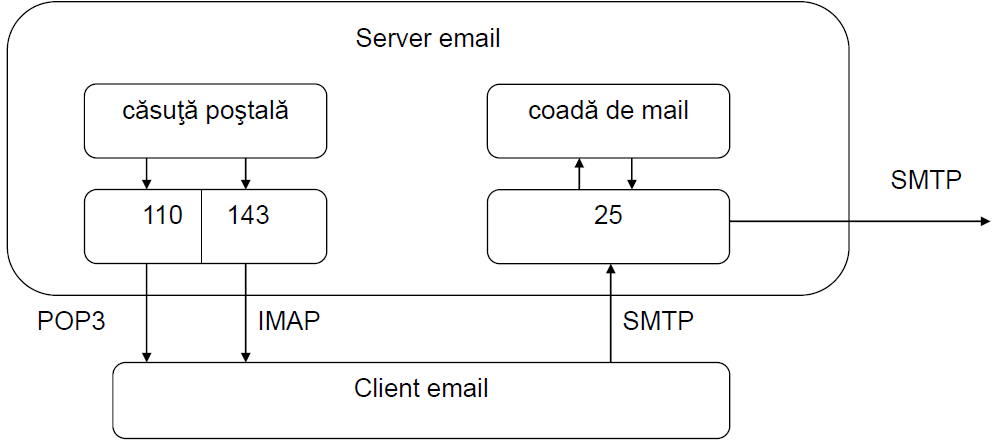 Server email
căsuţă poştală
coadă de mail
110
143
25
SMTP
POP3
IMAP
SMTP
Client email